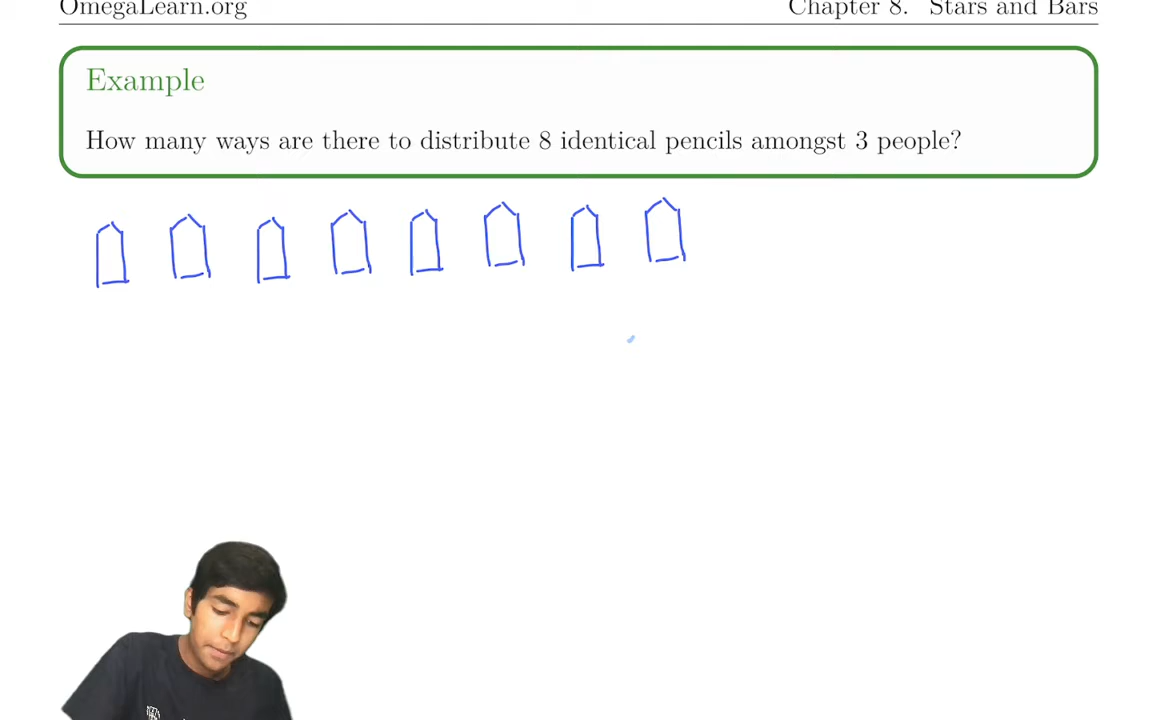 OmegaLearn.org Chapter 8. Stars and Bars
Example
How many ways are there to distribute 8 identical pencils amongst 3 people?